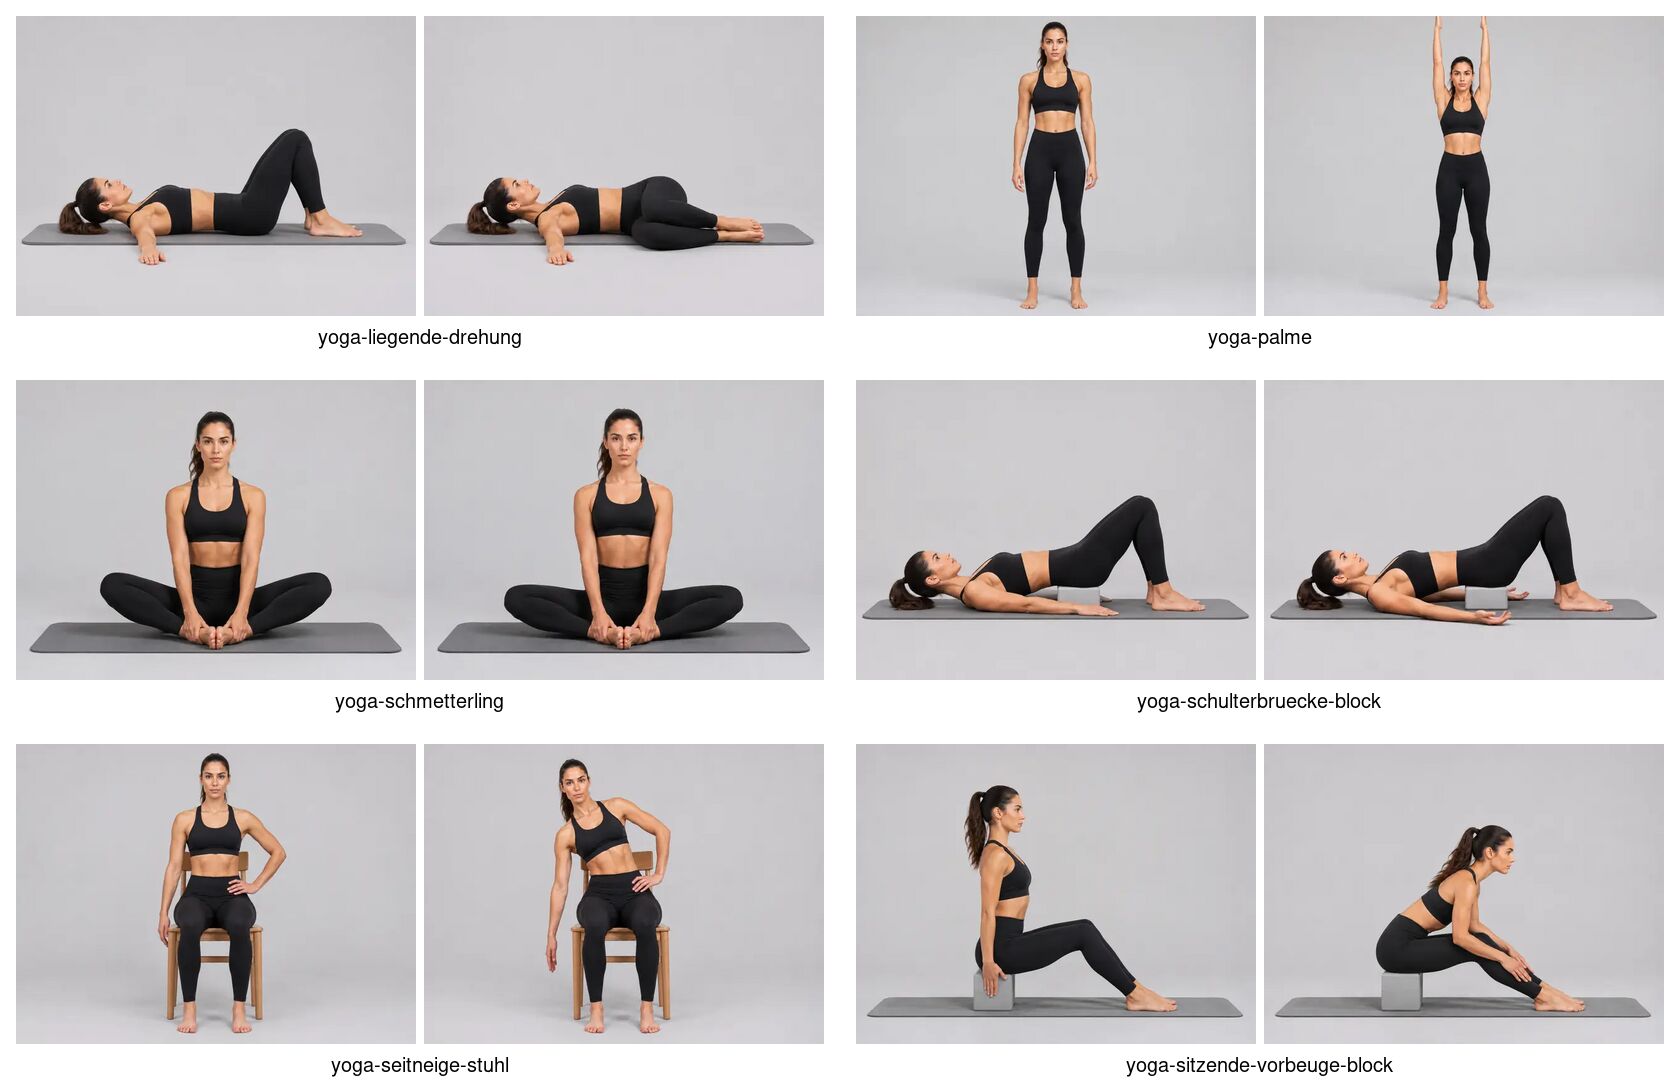 yoga-liegende-drehung
yoga-palme
yoga-schmetterling
yoga-schulterbruecke-block
yoga-seitneige-stuhl
yoga-sitzende-vorbeuge-block